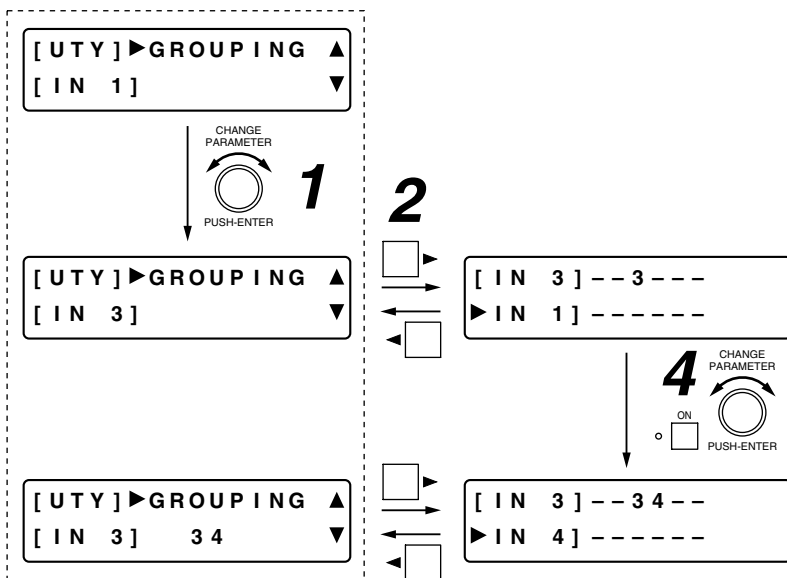 [UTY]▶GROUPING ▲
[IN 1] ▼
CHANGE
PARAMETER
PUSH-ENTER
1
2
[UTY]▶GROUPING ▲
[IN 3] ▼
▶
◀
[IN 3]--3---
▶IN 1]------
4
CHANGE
PARAMETER
ON
PUSH-ENTER
[UTY]▶GROUPING ▲
[IN 3] 34 ▼
▶
◀
[IN 3]--34--
▶IN 4]------